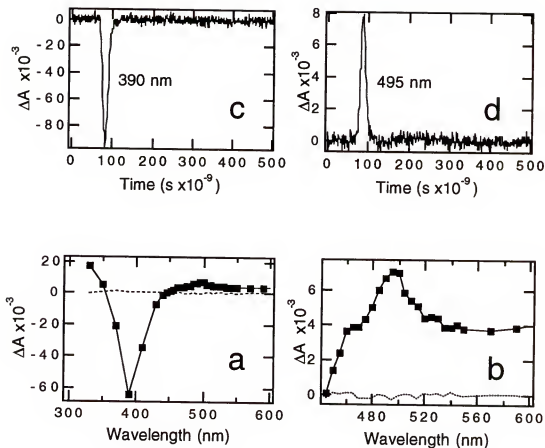 0
-20
-40
-60
-80
ΔA x10⁻³
390 nm
c
0 100 200 300 400 500
Time (s x10⁻⁹)
8
6
4
2
0
ΔA x10⁻³
495 nm
d
0 100 200 300 400 500
Time (s x10⁻⁹)
20
0
-20
-40
-60
ΔA x10⁻³
a
300 400 500 600
Wavelength (nm)
6
4
2
0
ΔA x10⁻³
b
480 520 560 600
Wavelength (nm)